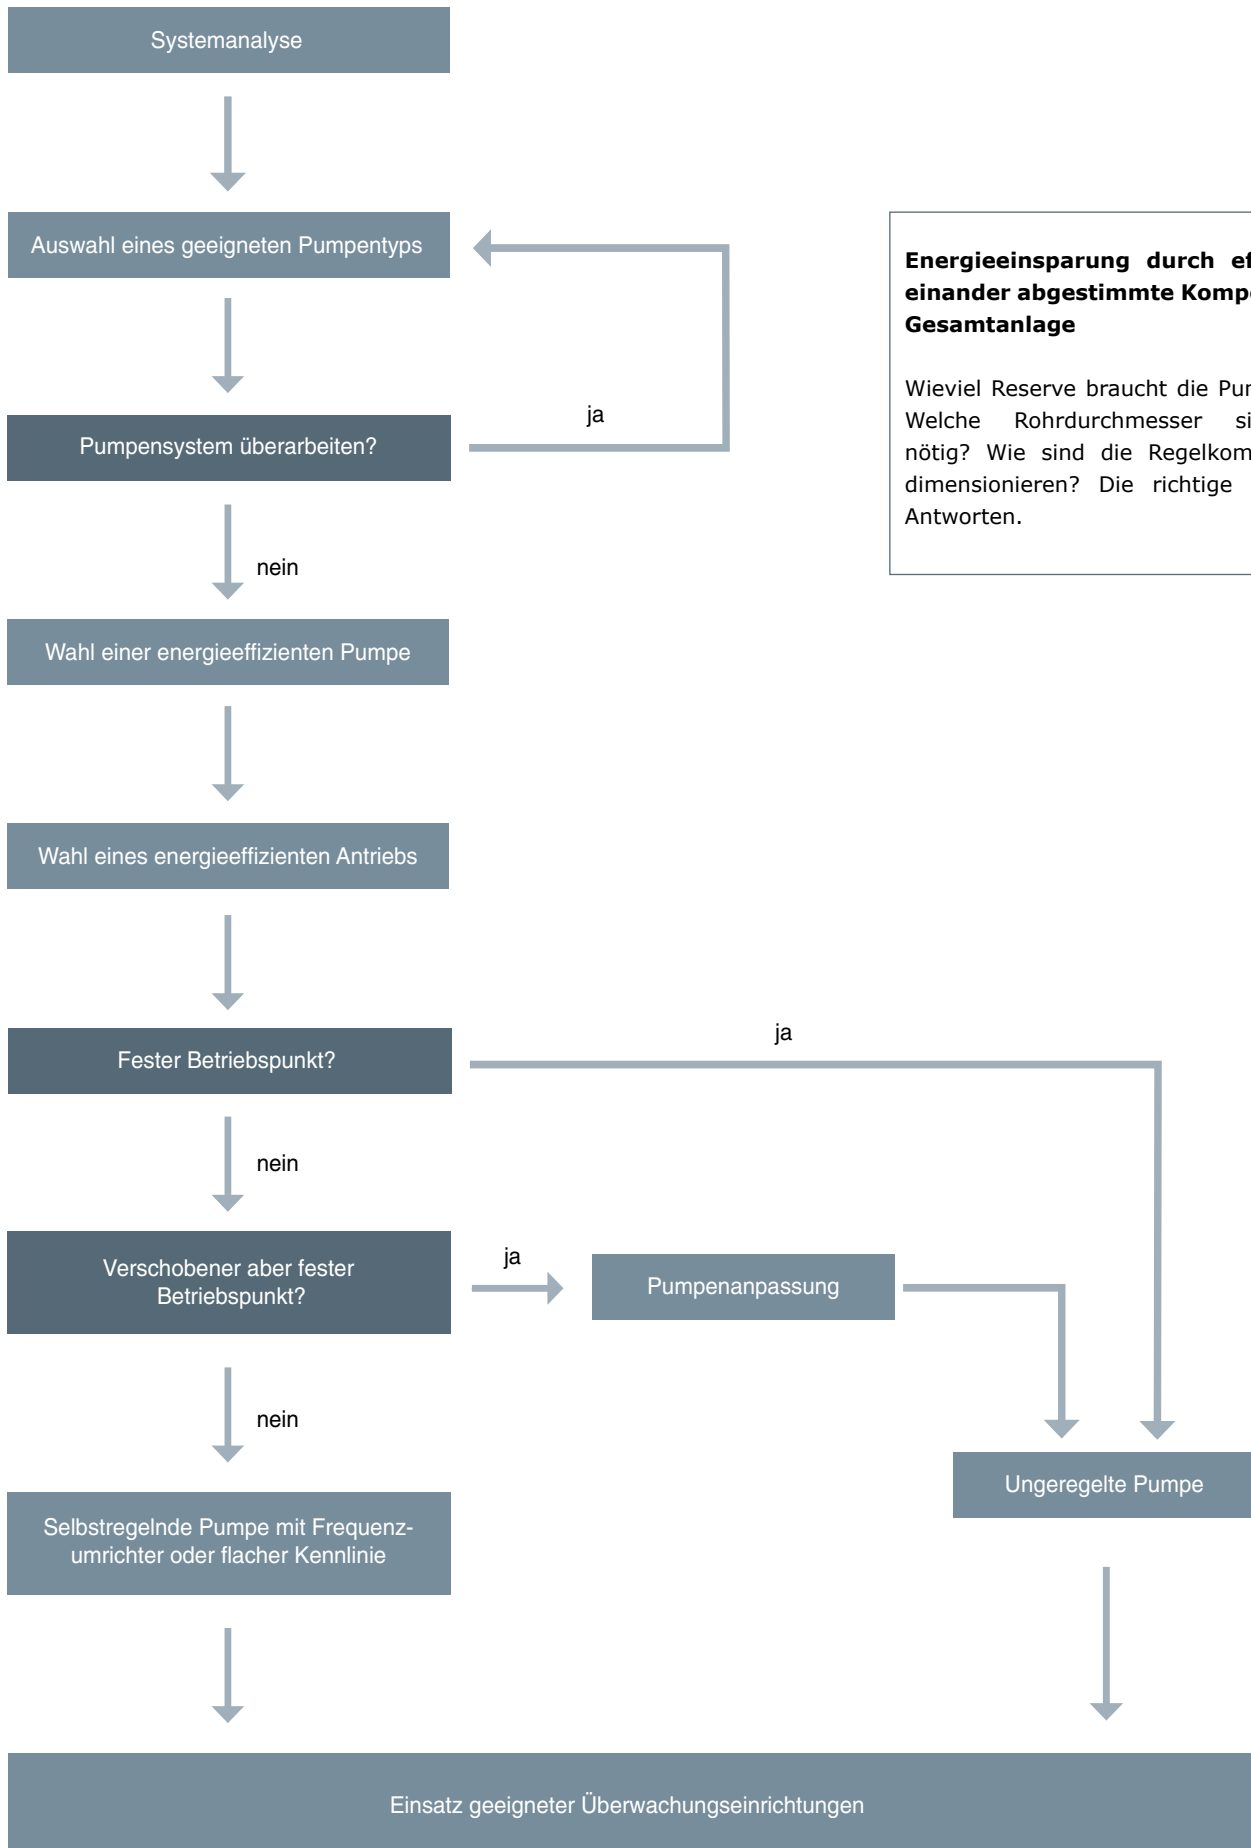 Systemanalyse
Auswahl eines geeigneten Pumpentyps
Energieeinsparung durch
einander abgestimmte
Gesamtanlage
Wieviel Reserve braucht die
Welche Rohrdurchmesser
nötig? Wie sind die
dimensionieren? Die richtige
Antworten.
ja
Pumpensystem überarbeiten?
nein
Wahl einer energieeffizienten Pumpe
Wahl eines energieeffizienten Antriebs
ja
Fester Betriebspunkt?
nein
Verschobener aber fester
Betriebspunkt?
ja
Pumpenanpassung
nein
Ungeregelte Pumpe
Selbstregelnde Pumpe mit Frequenz-
umrichter oder flacher Kennlinie
Einsatz geeigneter Überwachungseinrichtungen